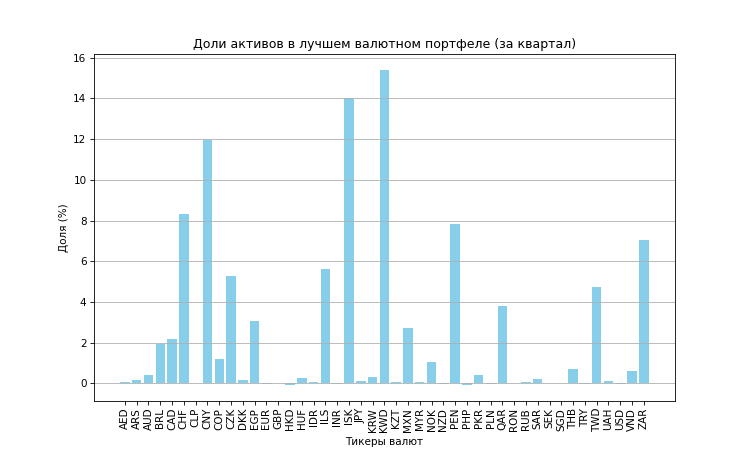 Доли активов в лучшем валютном портфеле (за квартал)
16
14
12
10
8
6
4
2
0
Доля (%)
AED
ARS
AUD
BRL
CAD
CHF
CLP
CNY
COP
CZK
DKK
EGP
EUR
GBP
HKD
HUF
IDR
ILS
INR
ISK
JPY
KRW
KWD
KZT
MXN
MYR
NOK
NZD
PEN
PHP
PKR
PLN
QAR
RON
RUB
SAR
SEK
SGD
THB
TRY
TWD
UAH
USD
VND
ZAR
Тикеры валют